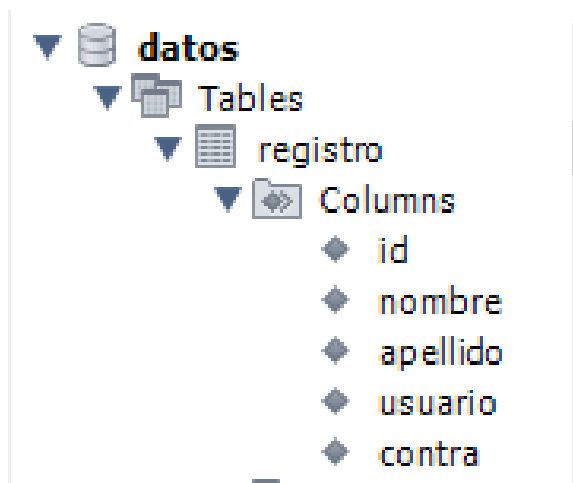 datos
Tables
registro
Columns
id
nombre
apellido
usuario
contra